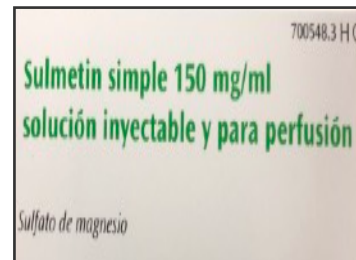 700548.3 H
Sulmetin simple 150 mg/ml
solución inyectable y para perfusión
Sulfato de magnesio